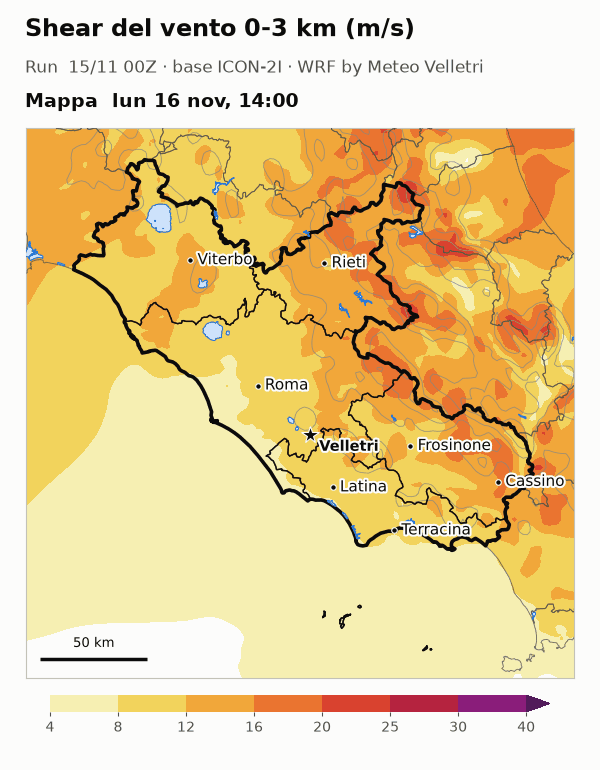 Shear del vento 0-3 km (m/s)
Run  15/11 00Z · base ICON-2I · WRF by Meteo Velletri
Mappa  lun 16 nov, 14:00
Viterbo
Rieti
Roma
Velletri
Frosinone
Cassino
Latina
Terracina
50 km
4 8 12 16 20 25 30 40